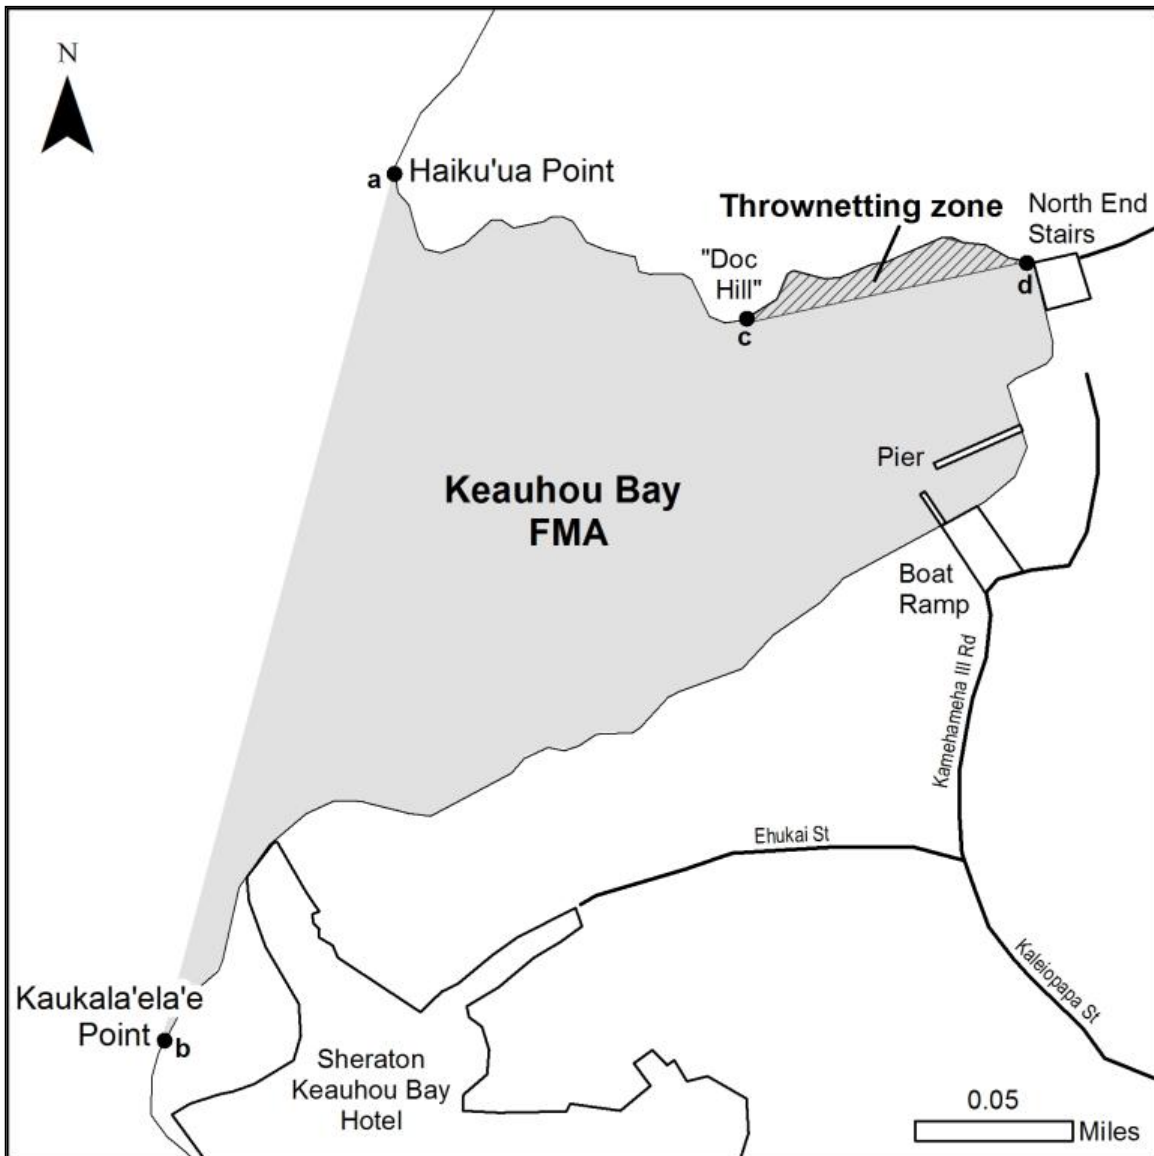 N
a
Haiku'ua Point
Thrownetting zone
North End
Stairs
"Doc
Hill"
d
c
Pier
Keauhou Bay
FMA
Boat
Ramp
Kamehameha III Rd
Ehukai St
Kaleiopapa St
Kaukala'ela'e
Point
b
Sheraton
Keauhou Bay
Hotel
0.05
Miles